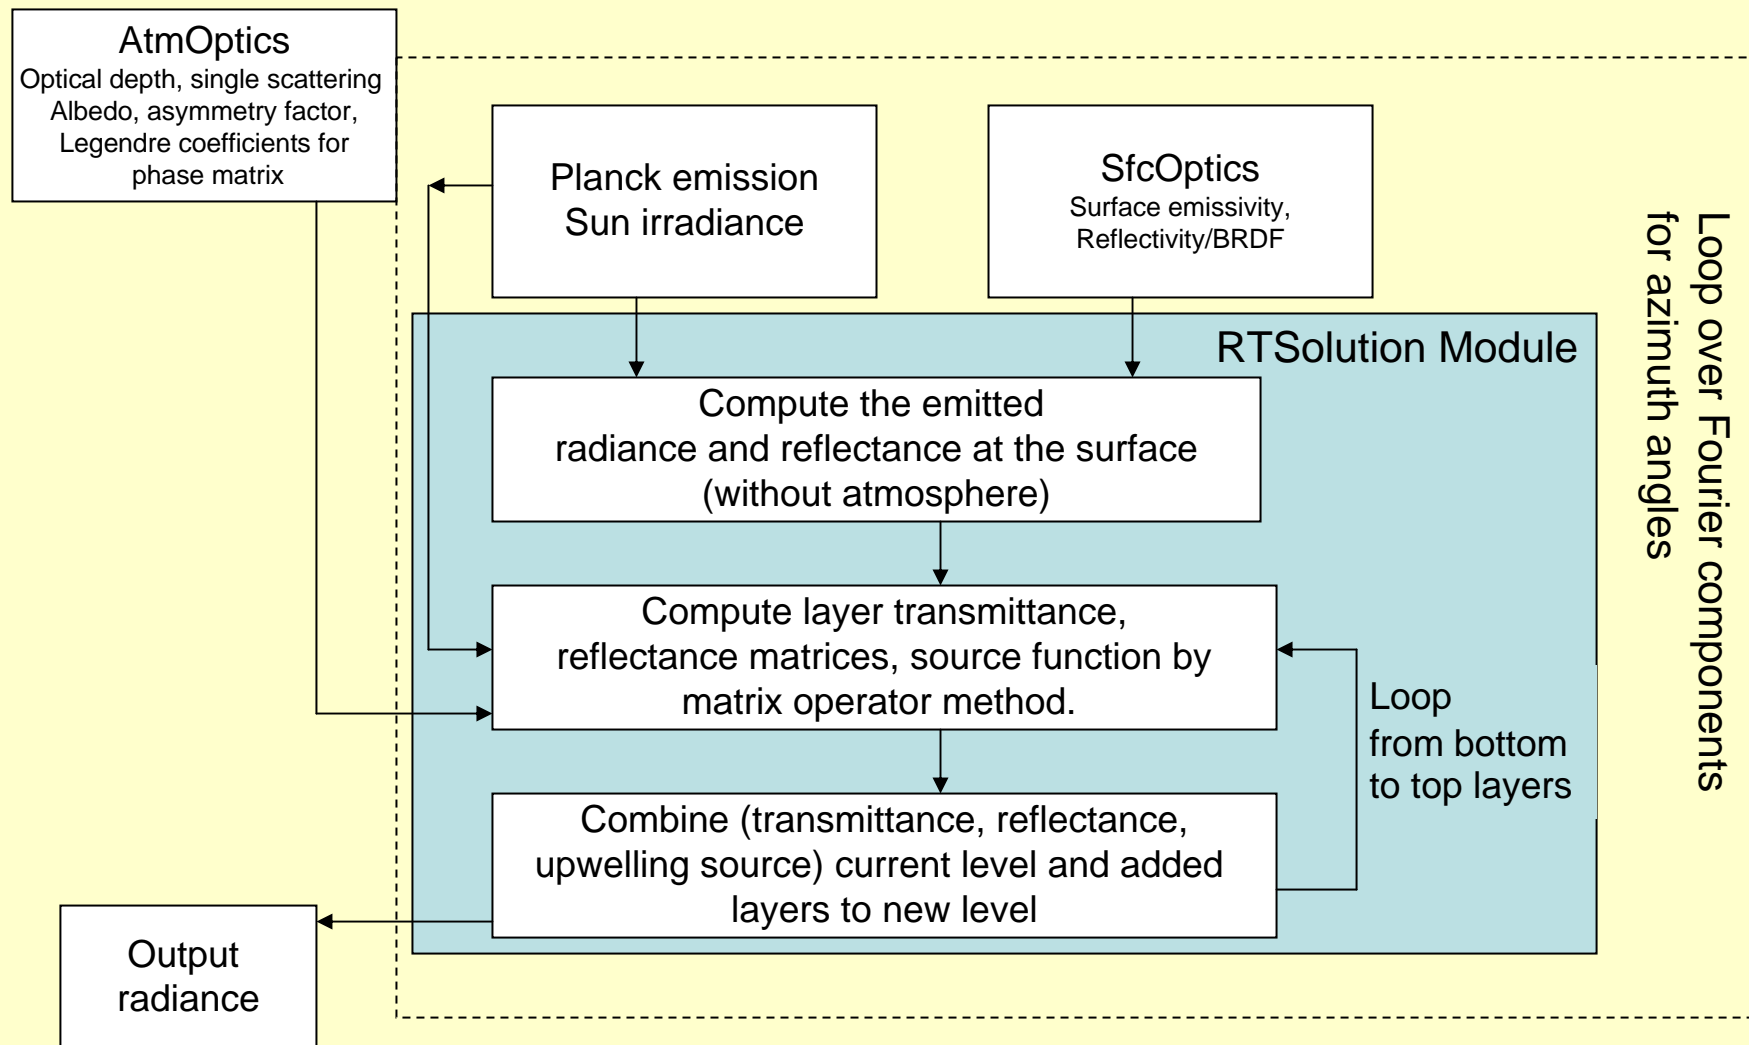 AtmOptics
Optical depth, single scattering
Albedo, asymmetry factor,
Legendre coefficients for
phase matrix
Planck emission
Sun irradiance
SfcOptics
Surface emissivity,
Reflectivity/BRDF
Loop over Fourier components
for azimuth angles
RTSolution Module
Compute the emitted
radiance and reflectance at the surface
(without atmosphere)
Compute layer transmittance,
reflectance matrices, source function by
matrix operator method.
Loop
from bottom
to top layers
Combine (transmittance, reflectance,
upwelling source) current level and added
layers to new level
Output
radiance